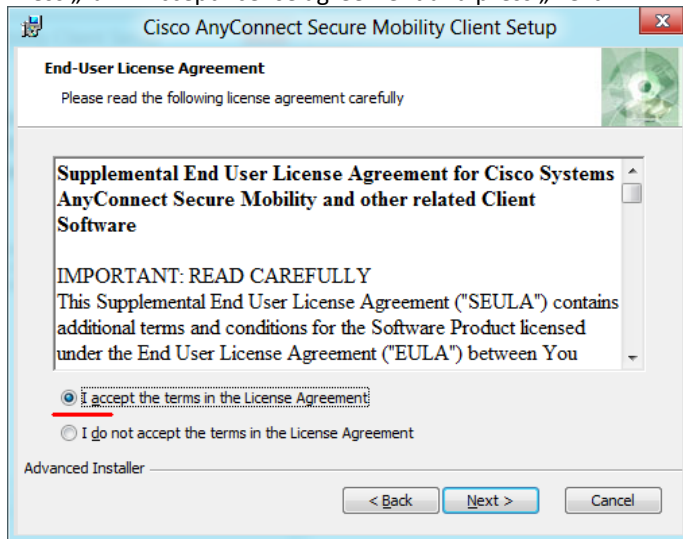 Cisco AnyConnect Secure Mobility Client Setup
x
End-User License Agreement
Please read the following license agreement carefully
Supplemental End User License Agreement for Cisco Systems
AnyConnect Secure Mobility and other related Client
Software
IMPORTANT: READ CAREFULLY
This Supplemental End User License Agreement ("SEULA") contains
additional terms and conditions for the Software Product licensed
under the End User License Agreement ("EULA") between You
I accept the terms in the License Agreement
I do not accept the terms in the License Agreement
Advanced Installer
< Back Next > Cancel